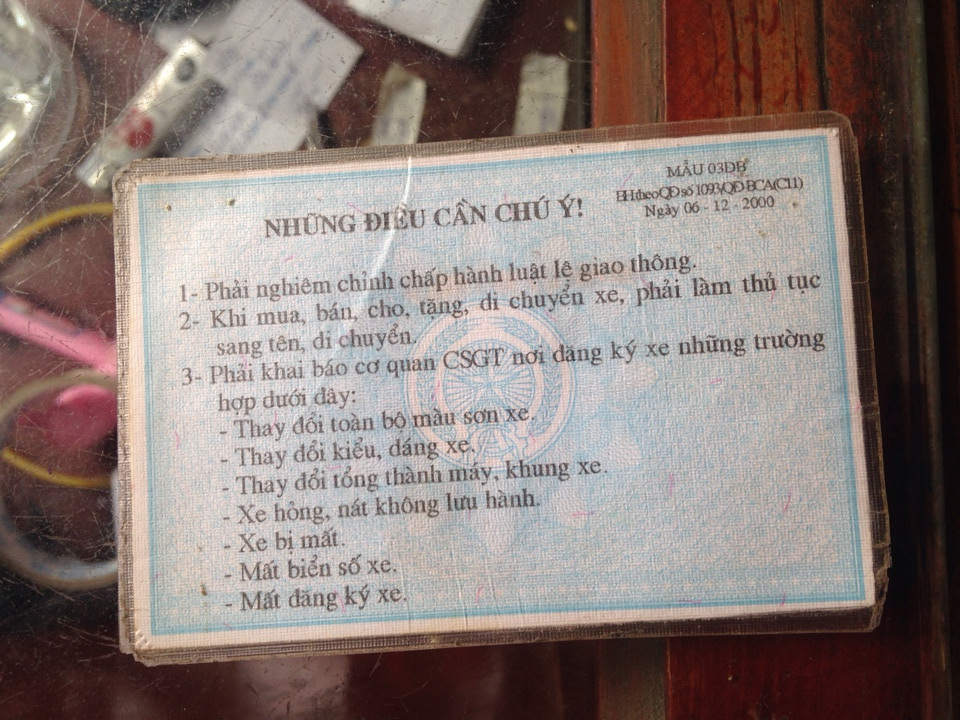 MẪU 03DB
BH theo QĐ số 1093/QĐ-BCA(C11)
Ngày 06 - 12 - 2000
NHỮNG ĐIỀU CẦN CHÚ Ý!
1- Phải nghiêm chỉnh chấp hành luật lệ giao thông.
2- Khi mua, bán, cho, tặng, di chuyển xe, phải làm thủ tục
sang tên, di chuyển.
3- Phải khai báo cơ quan CSGT nơi đăng ký xe những trường
hợp dưới đây:
- Thay đổi toàn bộ màu sơn xe.
- Thay đổi kiểu, dáng xe.
- Thay đổi tổng thành máy, khung xe.
- Xe hỏng, nát không lưu hành.
- Xe bị mất.
- Mất biển số xe.
- Mất đăng ký xe.